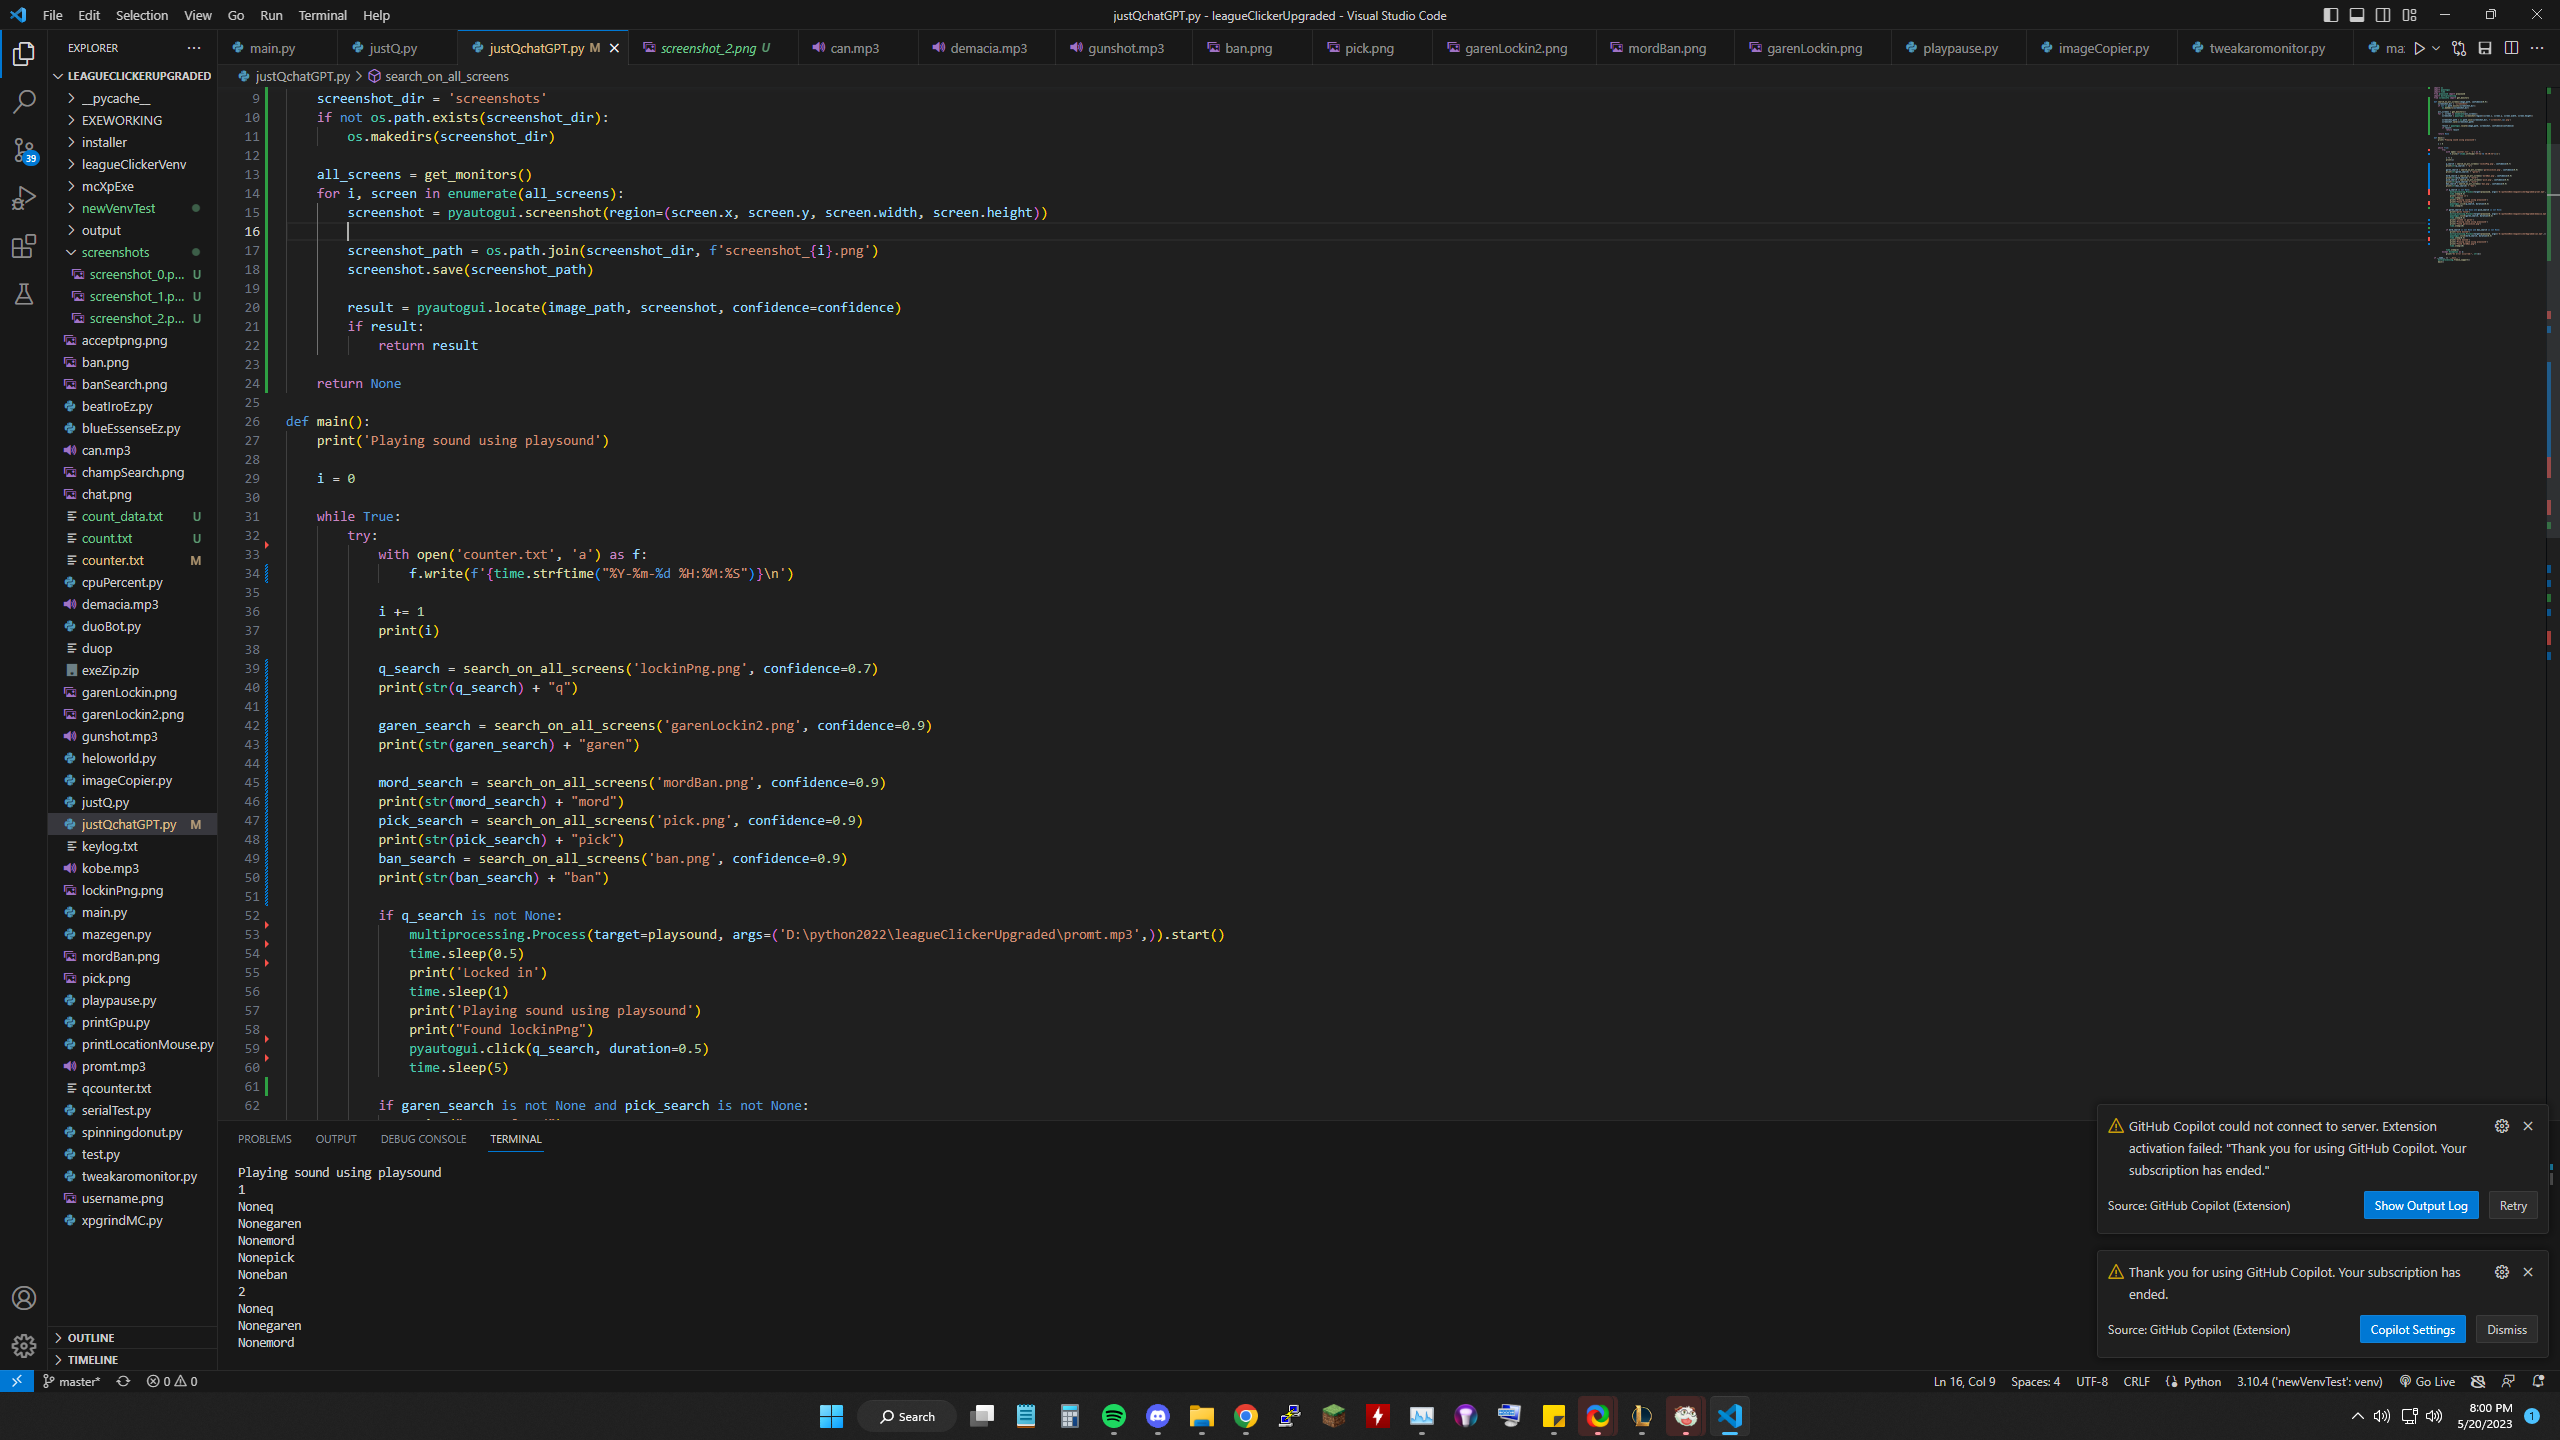 File Edit Selection View Go Run Terminal Help
justQchatGPT.py - leagueClickerUpgraded - Visual Studio Code
EXPLORER
main.py justQ.py justQchatGPT.py M screenshot_2.png U can.mp3 demacia.mp3 gunshot.mp3 ban.png pick.png garenLockin2.png mordBan.png garenLockin.png playpause.py imageCopier.py tweakaromonitor.py
LEAGUECLICKERUPGRADED
justQchatGPT.py > search_on_all_screens
__pycache__
EXEWORKING
installer
leagueClickerVenv
mcXpExe
newVenvTest
output
screenshots
screenshot_0.p... U
screenshot_1.p... U
screenshot_2.p... U
acceptpng.png
ban.png
banSearch.png
beatIroEz.py
blueEssenseEz.py
can.mp3
champSearch.png
chat.png
count_data.txt U
count.txt U
counter.txt M
cpuPercent.py
demacia.mp3
duoBot.py
duop
exeZip.zip
garenLockin.png
garenLockin2.png
gunshot.mp3
heloworld.py
imageCopier.py
justQ.py
justQchatGPT.py M
keylog.txt
kobe.mp3
lockinPng.png
main.py
mazegen.py
mordBan.png
pick.png
playpause.py
printGpu.py
printLocationMouse.py
promt.mp3
qcounter.txt
serialTest.py
spinningdonut.py
test.py
tweakaromonitor.py
username.png
xpgrindMC.py
OUTLINE
TIMELINE
39
9 screenshot_dir = 'screenshots'
10 if not os.path.exists(screenshot_dir):
11 os.makedirs(screenshot_dir)
12
13 all_screens = get_monitors()
14 for i, screen in enumerate(all_screens):
15 screenshot = pyautogui.screenshot(region=(screen.x, screen.y, screen.width, screen.height))
16
17 screenshot_path = os.path.join(screenshot_dir, f'screenshot_{i}.png')
18 screenshot.save(screenshot_path)
19
20 result = pyautogui.locate(image_path, screenshot, confidence=confidence)
21 if result:
22 return result
23
24 return None
25
26 def main():
27 print('Playing sound using playsound')
28
29 i = 0
30
31 while True:
32 try:
33 with open('counter.txt', 'a') as f:
34 f.write(f'{time.strftime("%Y-%m-%d %H:%M:%S")}\n')
35
36 i += 1
37 print(i)
38
39 q_search = search_on_all_screens('lockinPng.png', confidence=0.7)
40 print(str(q_search) + "q")
41
42 garen_search = search_on_all_screens('garenLockin2.png', confidence=0.9)
43 print(str(garen_search) + "garen")
44
45 mord_search = search_on_all_screens('mordBan.png', confidence=0.9)
46 print(str(mord_search) + "mord")
47 pick_search = search_on_all_screens('pick.png', confidence=0.9)
48 print(str(pick_search) + "pick")
49 ban_search = search_on_all_screens('ban.png', confidence=0.9)
50 print(str(ban_search) + "ban")
51
52 if q_search is not None:
53 multiprocessing.Process(target=playsound, args=('D:\python2022\leagueClickerUpgraded\promt.mp3',)).start()
54 time.sleep(0.5)
55 print('Locked in')
56 time.sleep(1)
57 print('Playing sound using playsound')
58 print("Found lockinPng")
59 pyautogui.click(q_search, duration=0.5)
60 time.sleep(5)
61
62 if garen_search is not None and pick_search is not None:
PROBLEMS OUTPUT DEBUG CONSOLE TERMINAL
Playing sound using playsound
1
Noneq
Nonegaren
Nonemord
Nonepick
Noneban
2
Noneq
Nonegaren
Nonemord
GitHub Copilot could not connect to server. Extension
activation failed: "Thank you for using GitHub Copilot. Your
subscription has ended."
Source: GitHub Copilot (Extension) Show Output Log Retry
Thank you for using GitHub Copilot. Your subscription has
ended.
Source: GitHub Copilot (Extension) Copilot Settings Dismiss
master* 0 0
Ln 16, Col 9 Spaces: 4 UTF-8 CRLF Python 3.10.4 ('newVenvTest': venv) Go Live
Search
8:00 PM
5/20/2023
1